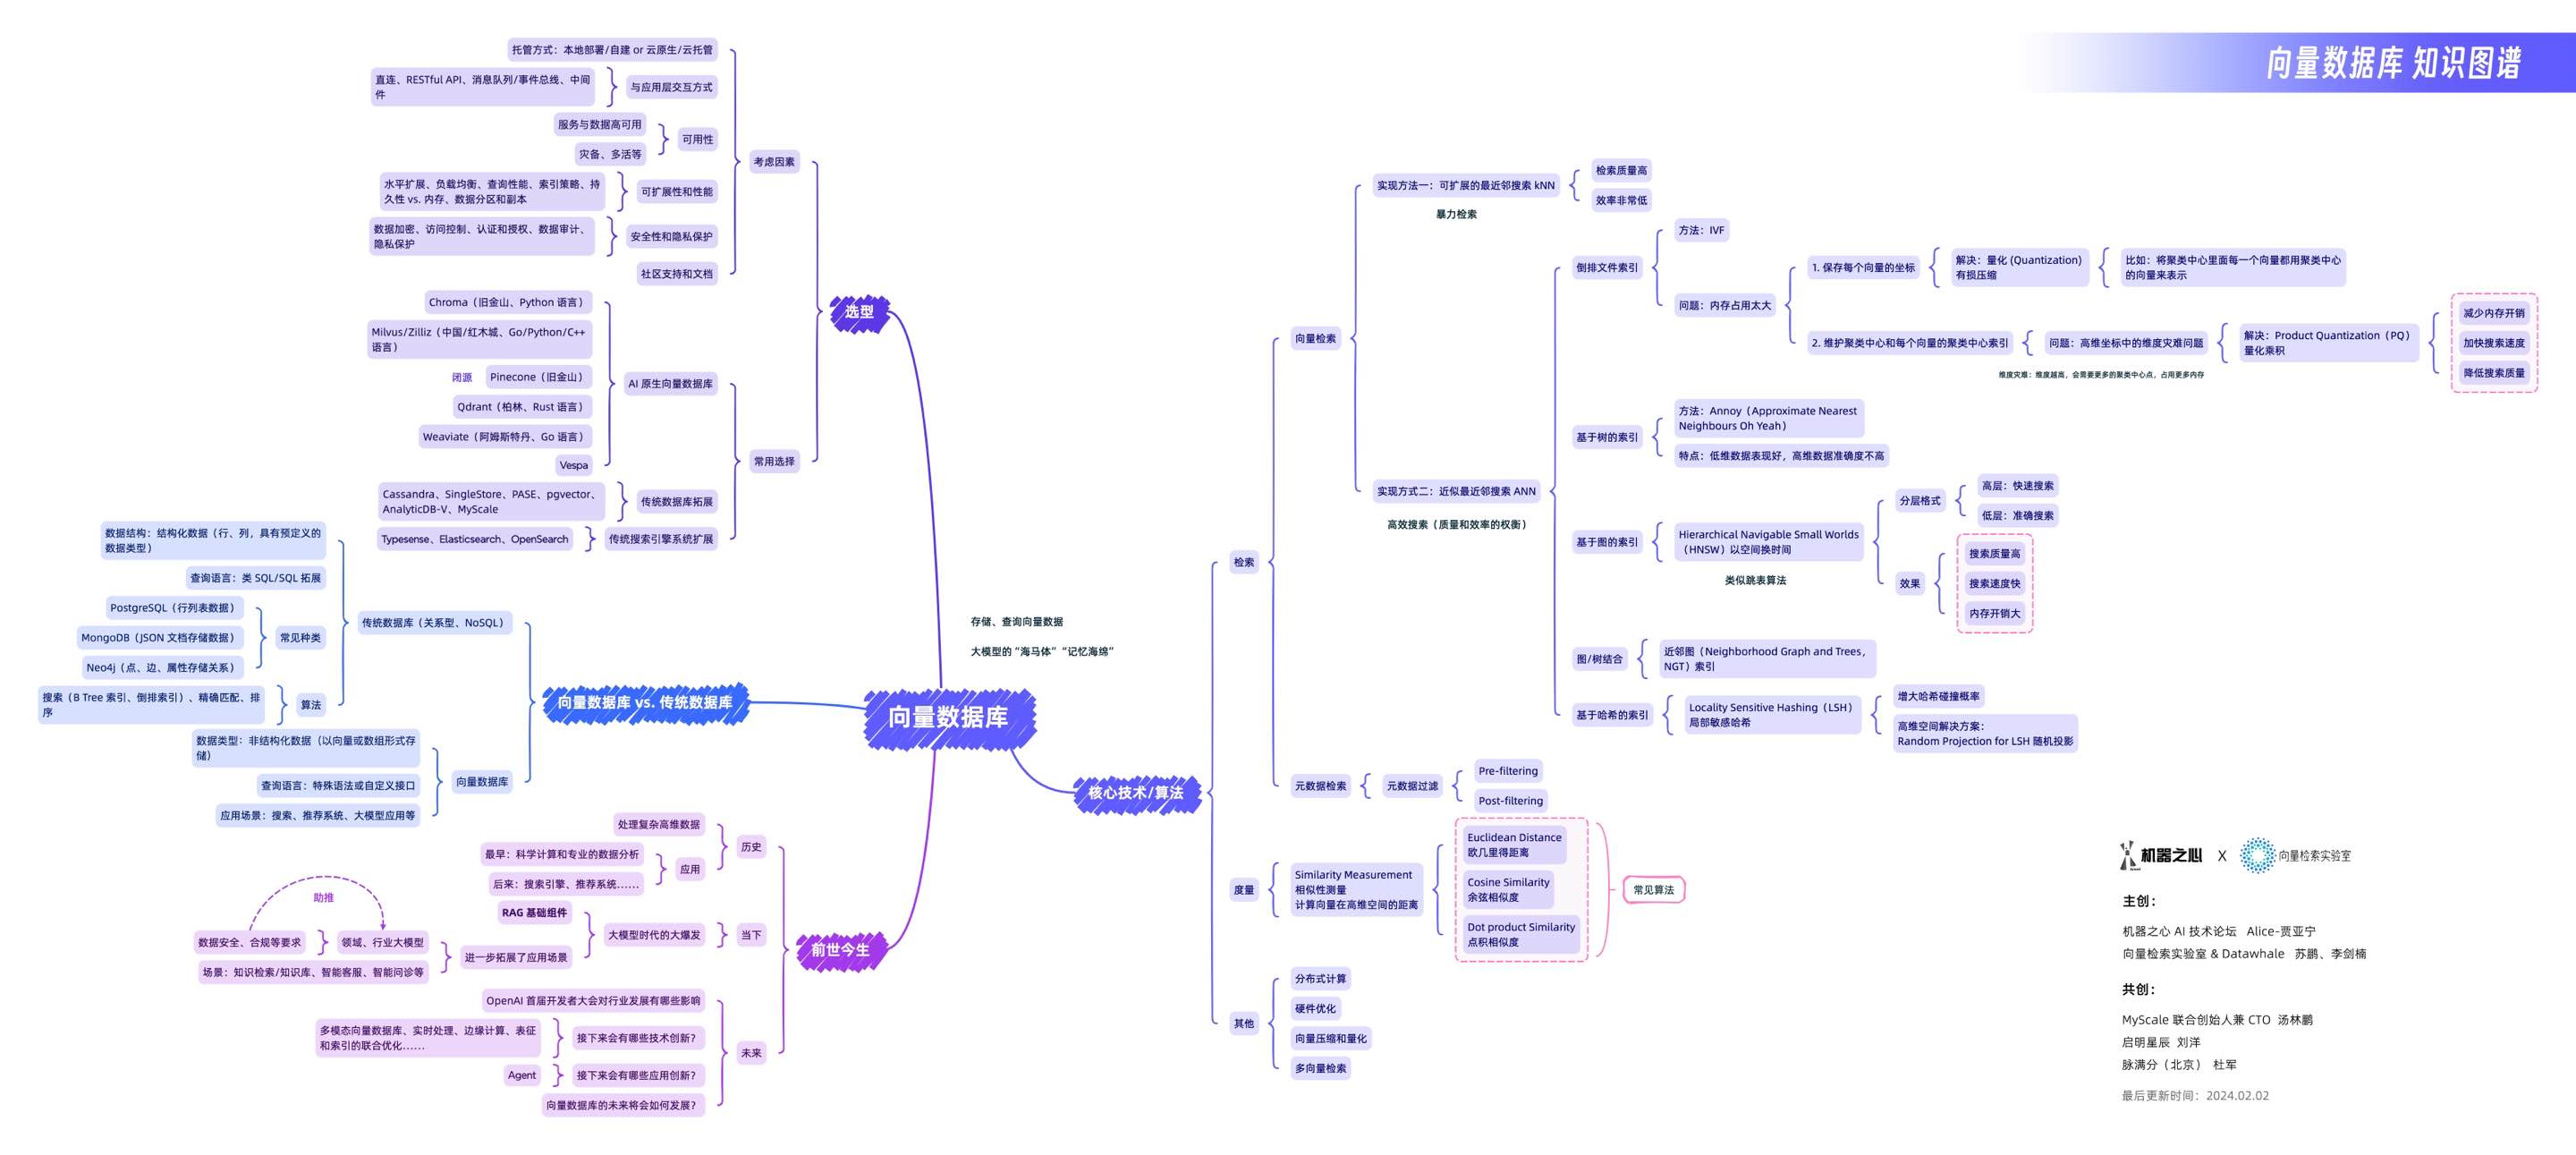 向量数据库 知识图谱
托管方式：本地部署/自建 or 云原生/云托管
直连、RESTful API、消息队列/事件总线、中间
件
与应用层交互方式
服务与数据高可用
灾备、多活等
可用性
水平扩展、负载均衡、查询性能、索引策略、持
久性 vs. 内存、数据分区和副本
可扩展性和性能
数据加密、访问控制、认证和授权、数据审计、
隐私保护
安全性和隐私保护
社区支持和文档
考虑因素
Chroma（旧金山、Python 语言）
Milvus/Zilliz（中国/红木城、Go/Python/C++
语言）
闭源
Pinecone（旧金山）
Qdrant（柏林、Rust 语言）
Weaviate（阿姆斯特丹、Go 语言）
Vespa
AI 原生向量数据库
Cassandra、SingleStore、PASE、pgvector、
AnalyticDB-V、MyScale
传统数据库拓展
Typesense、Elasticsearch、OpenSearch
传统搜索引擎系统扩展
常用选择
选型
数据结构：结构化数据（行、列，具有预定义的
数据类型）
查询语言：类 SQL/SQL 拓展
PostgreSQL（行列表数据）
MongoDB（JSON 文档存储数据）
Neo4j（点、边、属性存储关系）
常见种类
搜索（B Tree 索引、倒排索引）、精确匹配、排
序
算法
传统数据库（关系型、NoSQL）
数据类型：非结构化数据（以向量或数组形式存
储）
查询语言：特殊语法或自定义接口
应用场景：搜索、推荐系统、大模型应用等
向量数据库
向量数据库 vs. 传统数据库
处理复杂高维数据
最早：科学计算和专业的数据分析
后来：搜索引擎、推荐系统……
应用
历史
RAG 基础组件
助推
数据安全、合规等要求
领域、行业大模型
场景：知识检索/知识库、智能客服、智能问诊等
进一步拓展了应用场景
大模型时代的大爆发
当下
OpenAI 首届开发者大会对行业发展有哪些影响
多模态向量数据库、实时处理、边缘计算、表征
和索引的联合优化……
接下来会有哪些技术创新？
Agent
接下来会有哪些应用创新？
向量数据库的未来将会如何发展？
未来
前世今生
存储、查询向量数据
大模型的“海马体”“记忆海绵”
向量数据库
核心技术/算法
检索
向量检索
实现方法一：可扩展的最近邻搜索 kNN
暴力检索
检索质量高
效率非常低
实现方式二：近似最近邻搜索 ANN
高效搜索（质量和效率的权衡）
倒排文件索引
方法：IVF
问题：内存占用太大
1. 保存每个向量的坐标
解决：量化 (Quantization)
有损压缩
比如：将聚类中心里面每一个向量都用聚类中心
的向量来表示
2. 维护聚类中心和每个向量的聚类中心索引
问题：高维坐标中的维度灾难问题
维度灾难：维度越高，会需要更多的聚类中心点，占用更多内存
解决：Product Quantization（PQ）
量化乘积
减少内存开销
加快搜索速度
降低搜索质量
基于树的索引
方法：Annoy（Approximate Nearest
Neighbours Oh Yeah）
特点：低维数据表现好，高维数据准确度不高
基于图的索引
Hierarchical Navigable Small Worlds
（HNSW）以空间换时间
类似跳表算法
分层格式
高层：快速搜索
低层：准确搜索
效果
搜索质量高
搜索速度快
内存开销大
图/树结合
近邻图（Neighborhood Graph and Trees，
NGT）索引
基于哈希的索引
Locality Sensitive Hashing（LSH）
局部敏感哈希
增大哈希碰撞概率
高维空间解决方案：
Random Projection for LSH 随机投影
元数据检索
元数据过滤
Pre-filtering
Post-filtering
度量
Similarity Measurement
相似性测量
计算向量在高维空间的距离
Euclidean Distance
欧几里得距离
Cosine Similarity
余弦相似度
Dot product Similarity
点积相似度
常见算法
其他
分布式计算
硬件优化
向量压缩和量化
多向量检索
机器之心 X 向量检索实验室
主创：
机器之心 AI 技术论坛 Alice-贾亚宁
向量检索实验室 & Datawhale 苏鹏、李剑楠
共创：
MyScale 联合创始人兼 CTO 汤林鹏
启明星辰 刘洋
脉满分（北京） 杜军
最后更新时间：2024.02.02